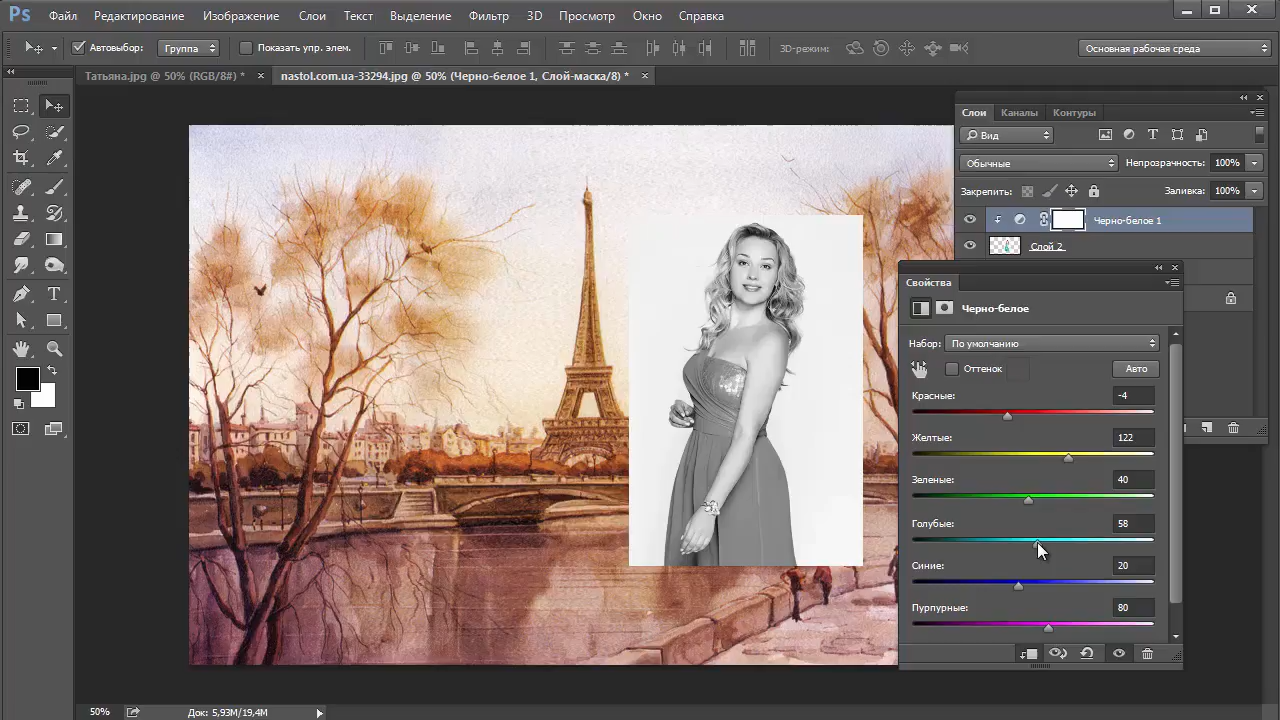 Ps Файл Редактирование Изображение Слои Текст Выделение Фильтр 3D Просмотр Окно Справка
Автовыбор: Группа Показать упр. элем. 3D-режим: Основная рабочая среда
Татьяна.jpg @ 50% (RGB/8#) * nastol.com.ua-33294.jpg @ 50% (Черно-белое 1, Слой-маска/8) *
Слои Каналы Контуры
Вид
Обычные Непрозрачность: 100%
Закрепить: Заливка: 100%
Черно-белое 1
Слой 2
Свойства
Черно-белое
Набор: По умолчанию
Оттенок Авто
Красные: -4
Желтые: 122
Зеленые: 40
Голубые: 58
Синие: 20
Пурпурные: 80
50% Док: 5,93M/19,4M